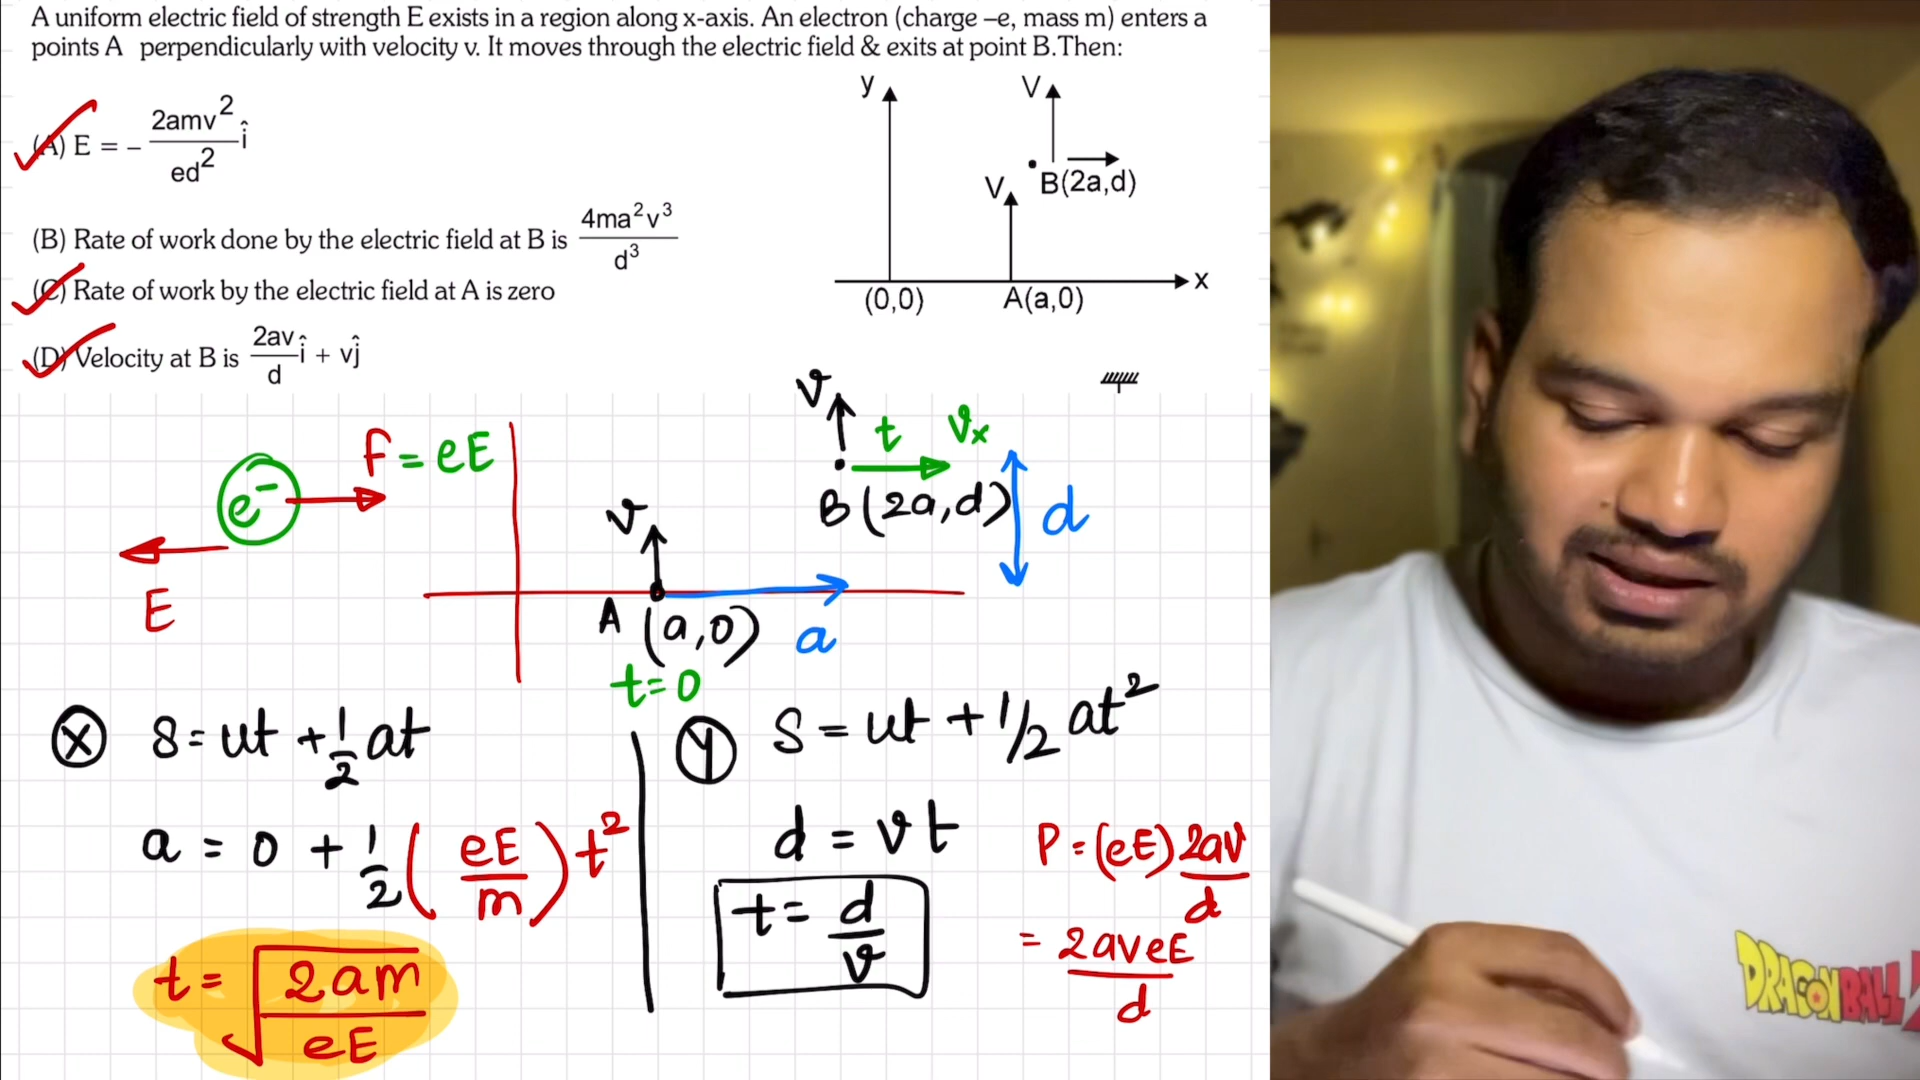 A uniform electric field of strength E exists in a region along x-axis. An electron (charge –e, mass m) enters a
points A perpendicularly with velocity v. It moves through the electric field & exits at point B.Then:
(A) E = – 2amv² / ed² î
(B) Rate of work done by the electric field at B is 4ma²v³ / d³
(C) Rate of work by the electric field at A is zero
(D) Velocity at B is 2av / d î + vĵ
y
V
B(2a,d)
V
x
(0,0)
A(a,0)
e⁻
F = eE
E
v
t
vₓ
B (2a,d)
d
v
A (a,0)
a
t=0
X S = ut + 1/2 at
a = 0 + 1/2 (eE/m) t²
t = √(2am/eE)
Y S = ut + 1/2 at²
d = vt
t = d/v
P = (eE) 2av/d
= 2aveE/d
DRAGON BALL Z